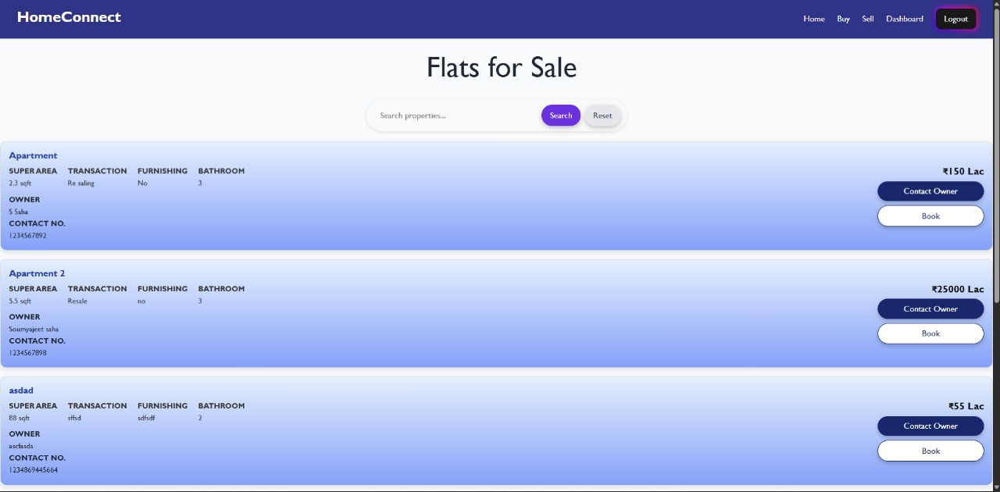 HomeConnect
Home Buy Sell Dashboard Logout
Flats for Sale
Search properties... Search Reset
Apartment
SUPER AREA TRANSACTION FURNISHING BATHROOM
2.3 sqft Re saling No 3
OWNER
S Saha
CONTACT NO.
1234567892
₹150 Lac
Contact Owner
Book
Apartment 2
SUPER AREA TRANSACTION FURNISHING BATHROOM
5.5 sqft Resale no 3
OWNER
Soumyajeet saha
CONTACT NO.
1234567898
₹25000 Lac
Contact Owner
Book
asdad
SUPER AREA TRANSACTION FURNISHING BATHROOM
88 sqft sffsd sdfsdf 2
OWNER
ascfasda
CONTACT NO.
1234869445664
₹55 Lac
Contact Owner
Book